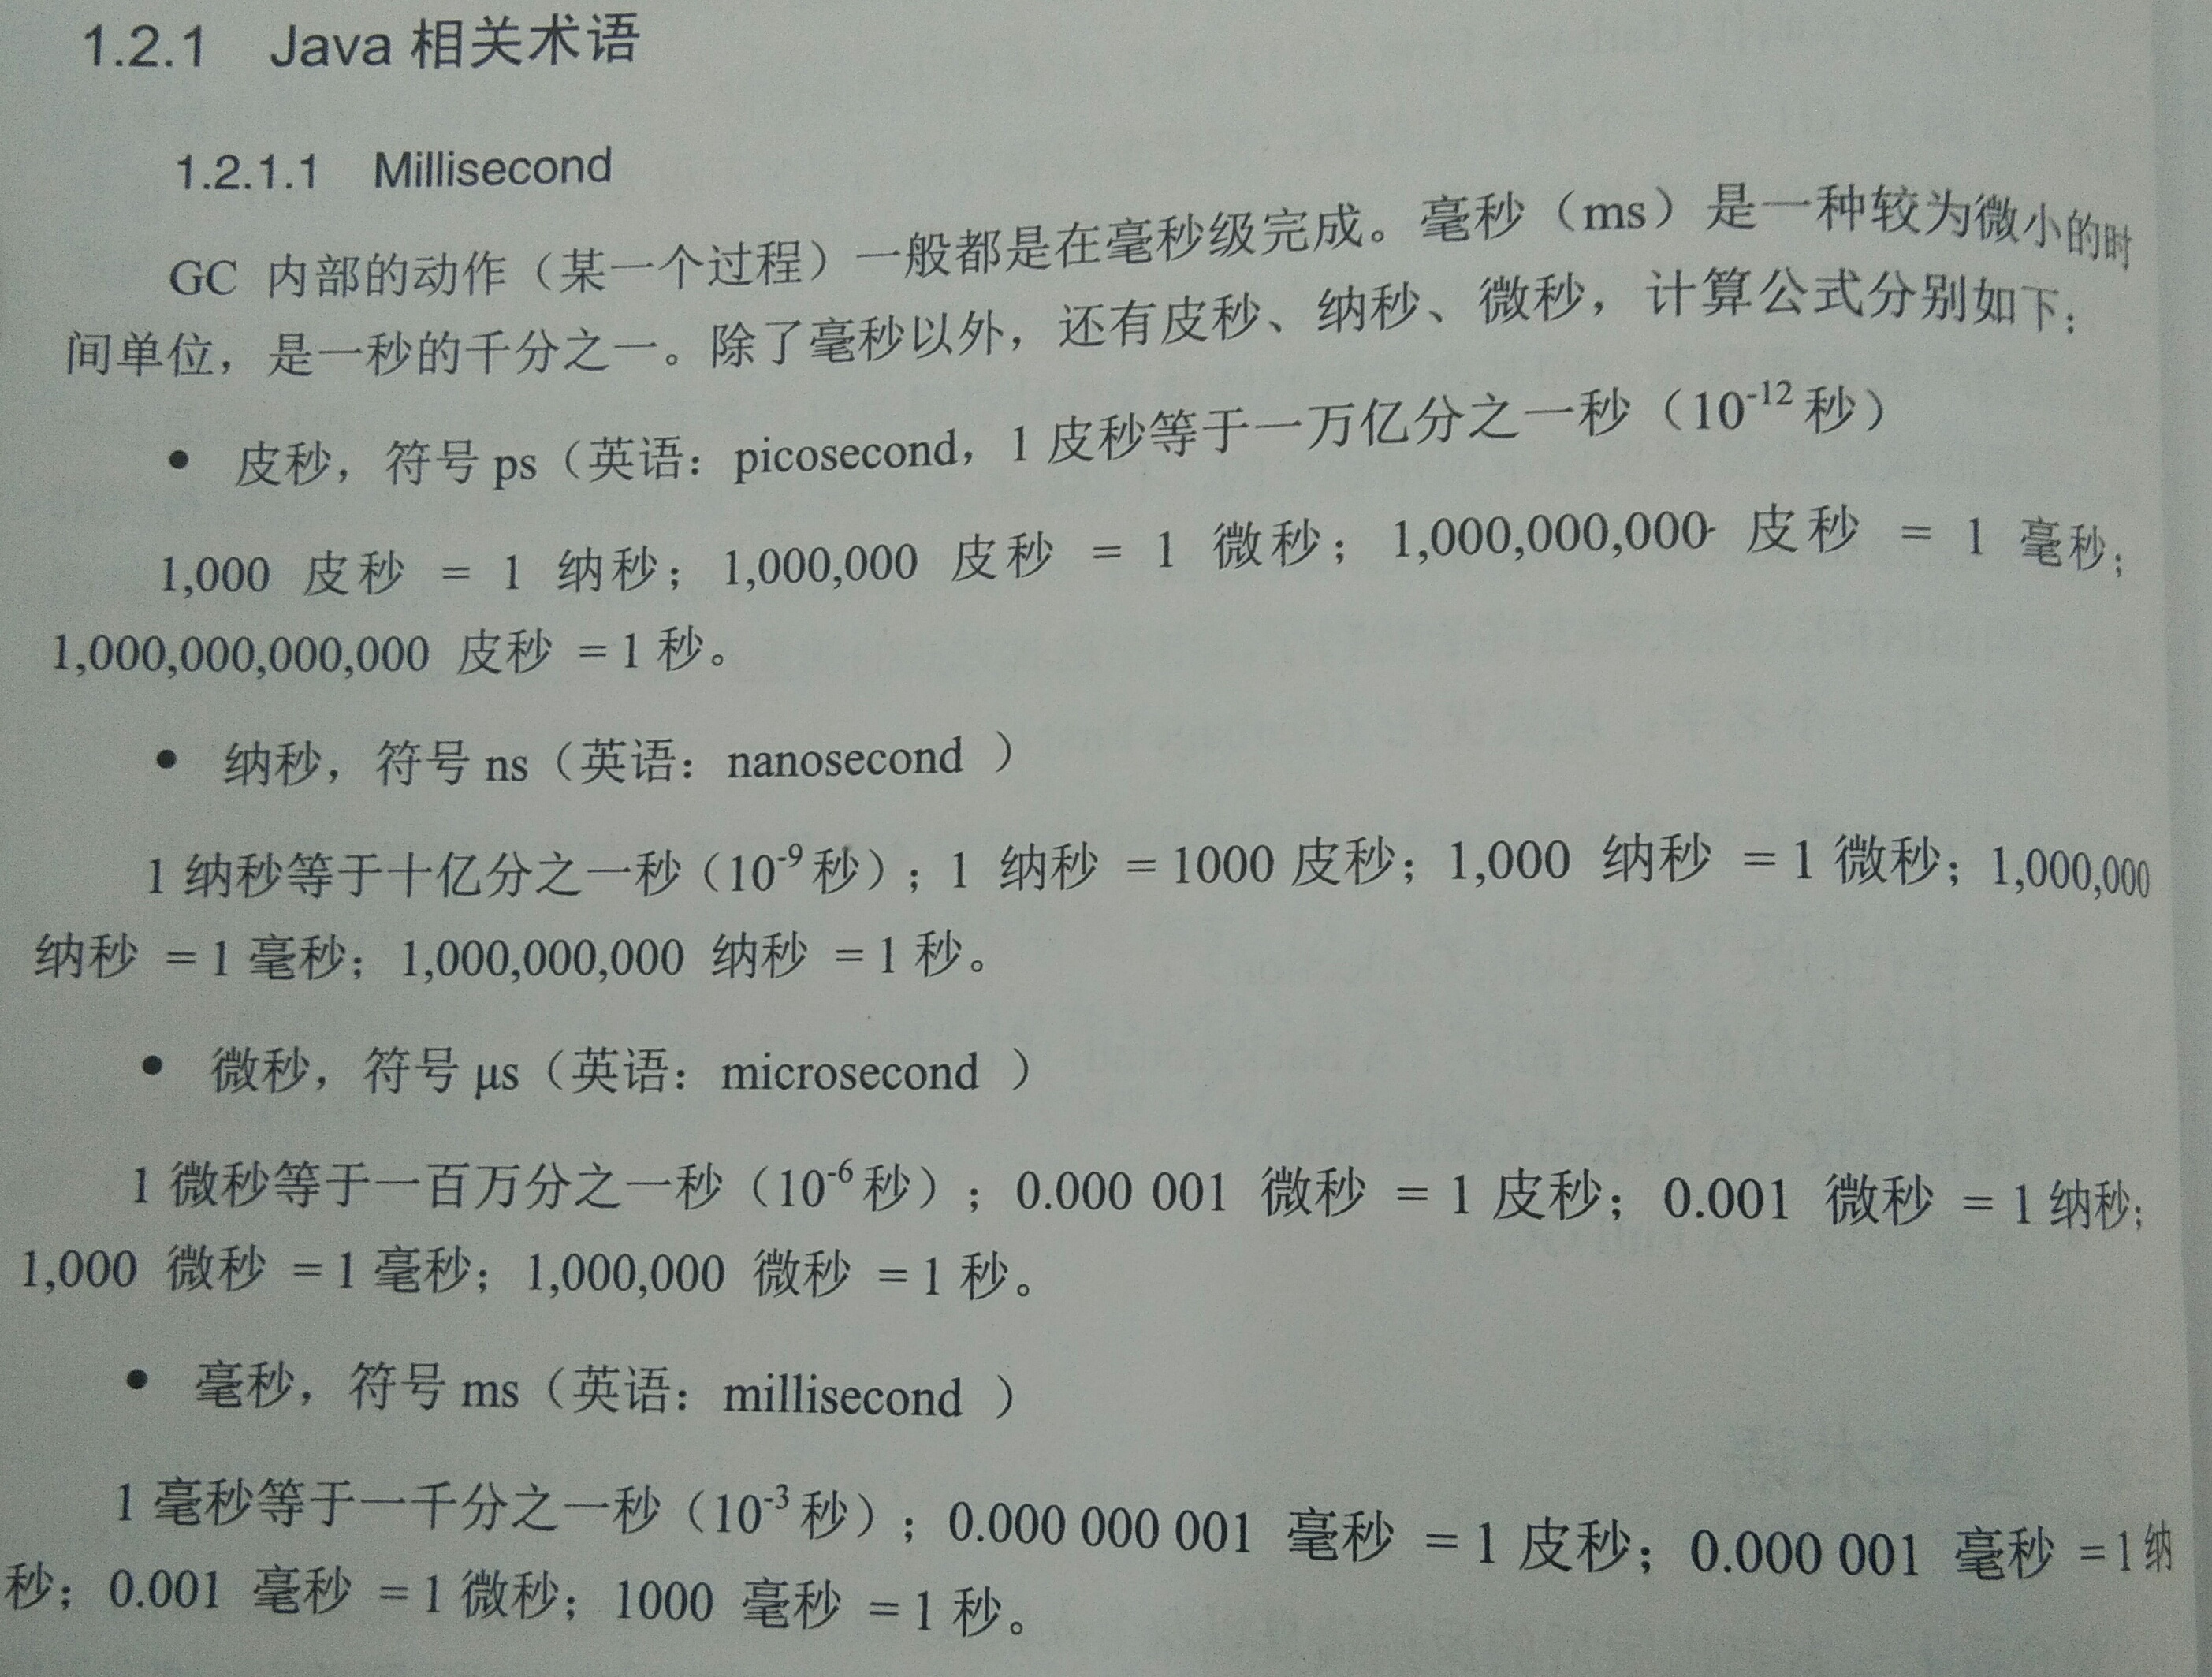 1.2.1 Java 相关术语
1.2.1.1 Millisecond
GC 内部的动作（某一个过程）一般都是在毫秒级完成。毫秒（ms）是一种较为微小的时
间单位，是一秒的千分之一。除了毫秒以外，还有皮秒、纳秒、微秒，计算公式分别如下：
• 皮秒，符号 ps（英语：picosecond，1 皮秒等于一万亿分之一秒（10⁻¹² 秒）
1,000 皮秒 = 1 纳秒；1,000,000 皮秒 = 1 微秒；1,000,000,000- 皮秒 = 1 毫秒；
1,000,000,000,000 皮秒 = 1 秒。
• 纳秒，符号 ns（英语：nanosecond ）
1 纳秒等于十亿分之一秒（10⁻⁹ 秒）；1 纳秒 = 1000 皮秒；1,000 纳秒 = 1 微秒；1,000,000
纳秒 = 1 毫秒；1,000,000,000 纳秒 = 1 秒。
• 微秒，符号 μs（英语：microsecond ）
1 微秒等于一百万分之一秒（10⁻⁶ 秒）；0.000 001 微秒 = 1 皮秒；0.001 微秒 = 1 纳秒；
1,000 微秒 = 1 毫秒；1,000,000 微秒 = 1 秒。
• 毫秒，符号 ms（英语：millisecond ）
1 毫秒等于一千分之一秒（10⁻³ 秒）；0.000 000 001 毫秒 = 1 皮秒；0.000 001 毫秒 = 1 纳
秒；0.001 毫秒 = 1 微秒；1000 毫秒 = 1 秒。